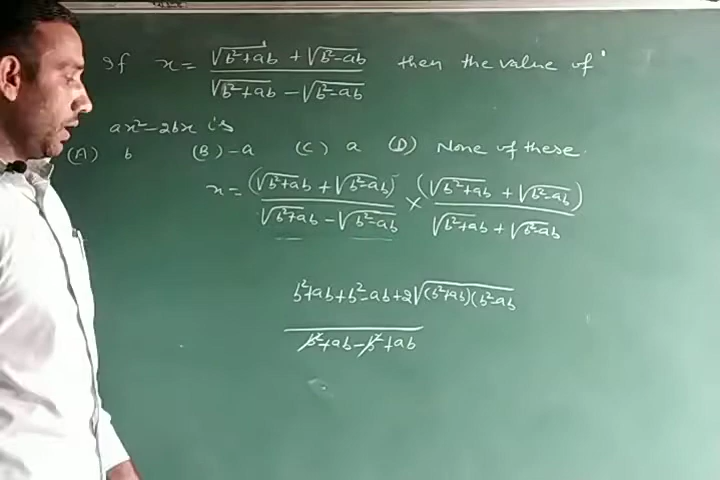 If x = (√(b²+ab) + √(b²-ab)) / (√(b²+ab) - √(b²-ab)) then the value of
ax² - 2bx is
(A) b (B) -a (C) a (D) None of these.
x = (√(b²+ab) + √(b²-ab)) / (√(b²+ab) - √(b²-ab)) × (√(b²+ab) + √(b²-ab)) / (√(b²+ab) + √(b²-ab))
b²+ab+b²-ab+2√(b²+ab)(b²-ab
b²+ab-b²+ab